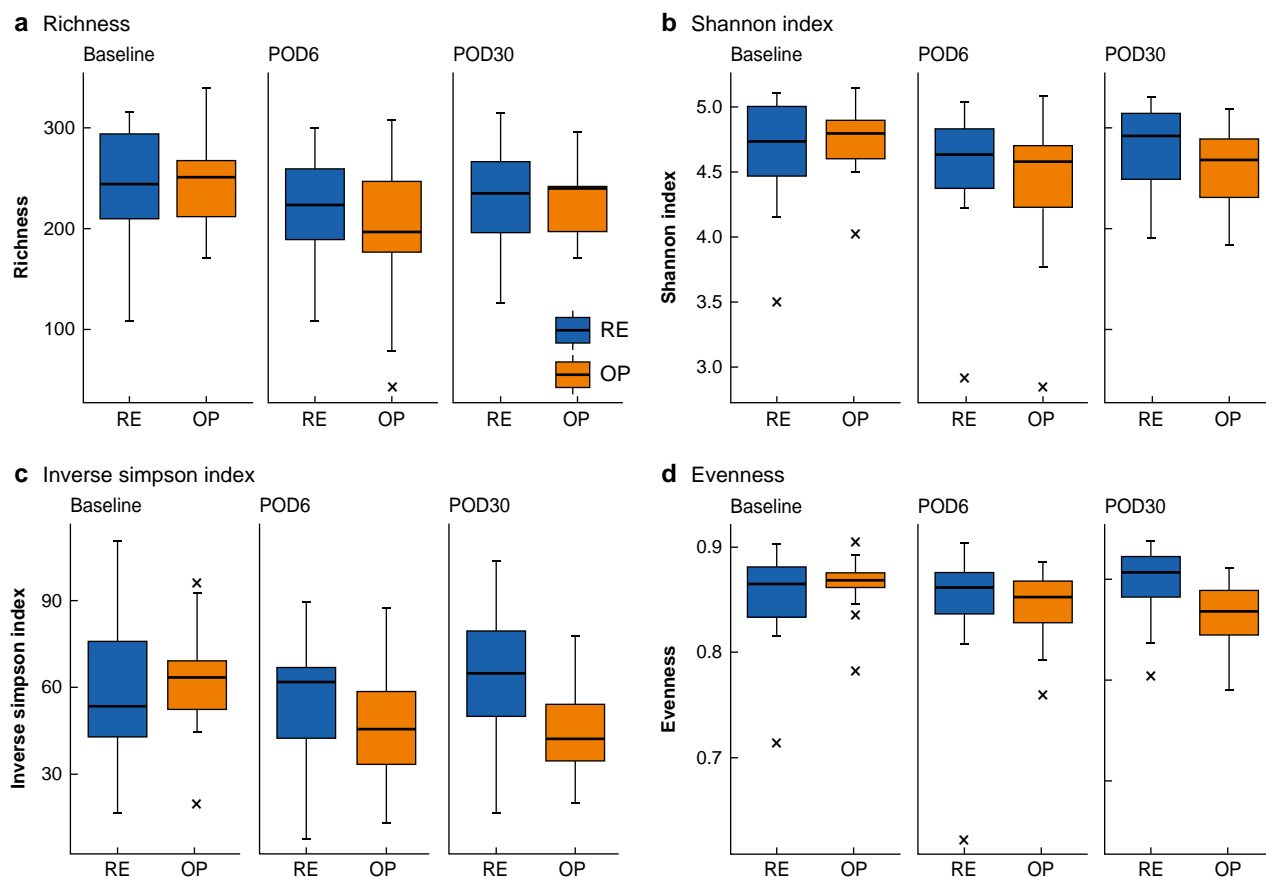 a Richness
Baseline
POD6
POD30
Richness
300
200
100
RE
OP
RE
OP
RE
OP
RE
OP
b Shannon index
Baseline
POD6
POD30
Shannon index
5.0
4.5
4.0
3.5
3.0
RE
OP
RE
OP
RE
OP
c Inverse simpson index
Baseline
POD6
POD30
Inverse simpson index
90
60
30
RE
OP
RE
OP
RE
OP
d Evenness
Baseline
POD6
POD30
Evenness
0.9
0.8
0.7
RE
OP
RE
OP
RE
OP